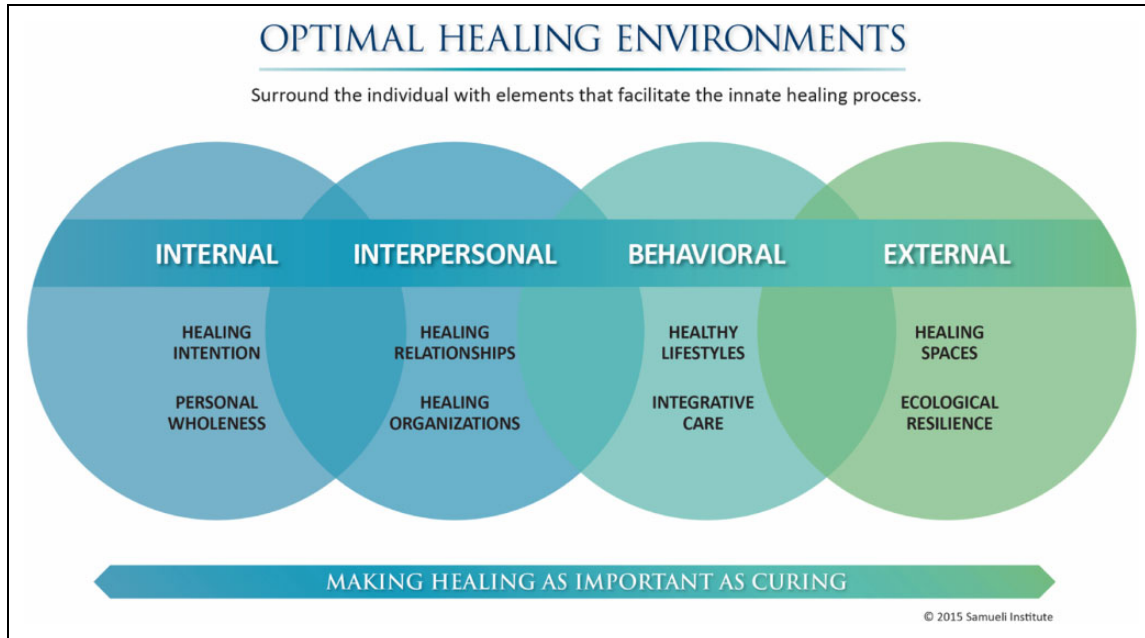 OPTIMAL HEALING ENVIRONMENTS
Surround the individual with elements that facilitate the innate healing process.
INTERNAL
HEALING
INTENTION
PERSONAL
WHOLENESS
INTERPERSONAL
HEALING
RELATIONSHIPS
HEALING
ORGANIZATIONS
BEHAVIORAL
HEALTHY
LIFESTYLES
INTEGRATIVE
CARE
EXTERNAL
HEALING
SPACES
ECOLOGICAL
RESILIENCE
MAKING HEALING AS IMPORTANT AS CURING
© 2015 Samueli Institute